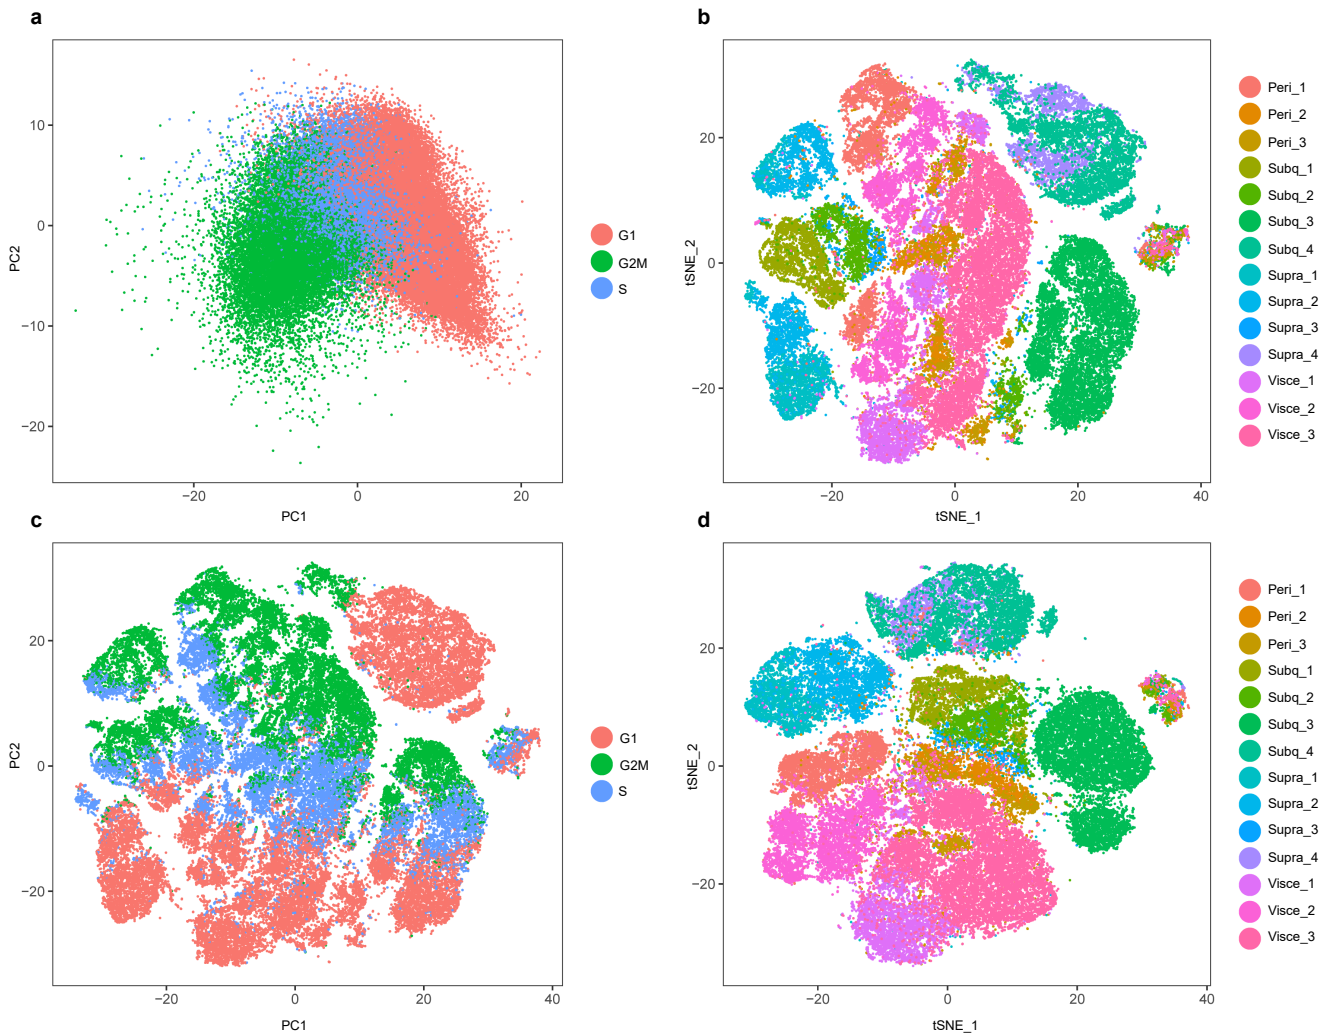 a
10
0
−10
−20
PC2
−20
0
20
PC1
G1
G2M
S
b
20
0
−20
tSNE_2
−20
0
20
40
tSNE_1
Peri_1
Peri_2
Peri_3
Subq_1
Subq_2
Subq_3
Subq_4
Supra_1
Supra_2
Supra_3
Supra_4
Visce_1
Visce_2
Visce_3
c
20
0
−20
PC2
−20
0
20
40
PC1
G1
G2M
S
d
20
0
−20
tSNE_2
−20
0
20
40
tSNE_1
Peri_1
Peri_2
Peri_3
Subq_1
Subq_2
Subq_3
Subq_4
Supra_1
Supra_2
Supra_3
Supra_4
Visce_1
Visce_2
Visce_3